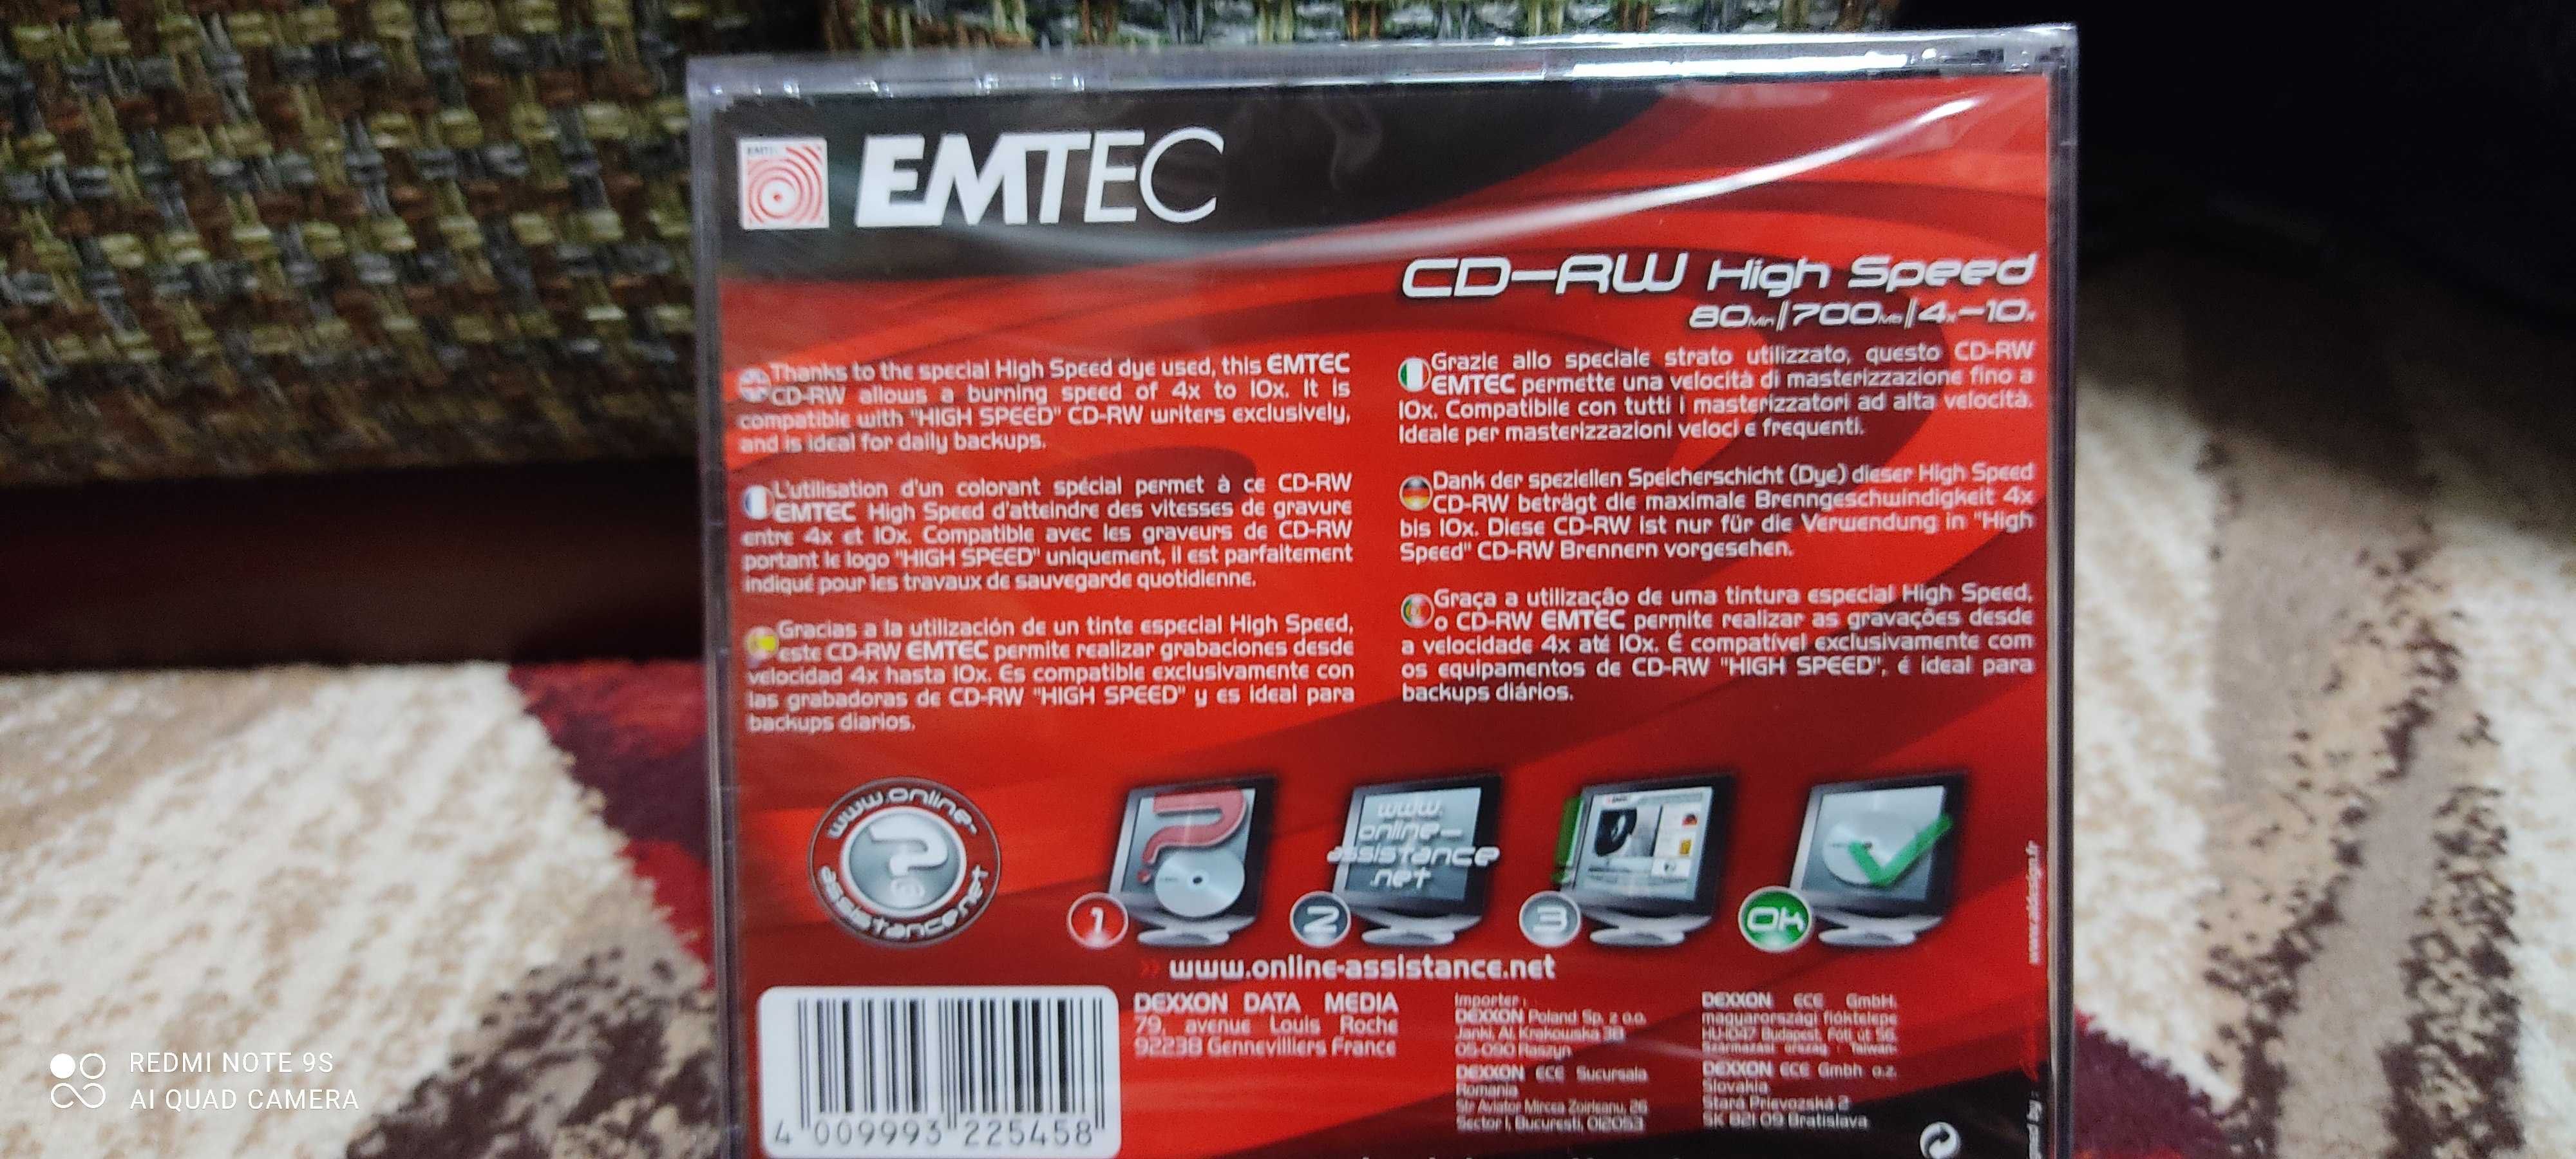 EMTEC
CD-RW High Speed
80Min/700Mb/4x-10x
Thanks to the special High Speed dye used, this EMTEC
CD-RW allows a burning speed of 4x to 10x. It is
compatible with "HIGH SPEED" CD-RW writers exclusively,
and is ideal for daily backups.
L'utilisation d'un colorant spécial permet à ce CD-RW
EMTEC High Speed d'atteindre des vitesses de gravure
entre 4x et 10x. Compatible avec les graveurs de CD-RW
portant le logo "HIGH SPEED" uniquement, il est parfaitement
indiqué pour les travaux de sauvegarde quotidienne.
Gracias a la utilización de un tinte especial High Speed,
este CD-RW EMTEC permite realizar grabaciones desde
velocidad 4x hasta 10x. Es compatible exclusivamente con
las grabadoras de CD-RW "HIGH SPEED" y es ideal para
backups diarios.
Grazie allo speciale strato utilizzato, questo CD-RW
EMTEC permette una velocità di masterizzazione fino a
10x. Compatibile con tutti i masterizzatori ad alta velocità.
Ideale per masterizzazioni veloci e frequenti.
Dank der speziellen Speicherschicht (Dye) dieser High Speed
CD-RW beträgt die maximale Brenngeschwindigkeit 4x
bis 10x. Diese CD-RW ist nur für die Verwendung in "High
Speed" CD-RW Brennern vorgesehen.
Graça a utilização de uma tintura especial High Speed,
o CD-RW EMTEC permite realizar as gravações desde
a velocidade 4x até 10x. É compatível exclusivamente com
os equipamentos de CD-RW "HIGH SPEED", é ideal para
backups diários.
www.online-
assistance.net
1
www.
online-
assistance
.net
2
3
Ok
>> www.online-assistance.net
DEXXON DATA MEDIA
79, avenue Louis Roche
92238 Gennevilliers France
Importer :
DEXXON Poland Sp. z o.o.
Janki, Al. Krakowska 38
05-090 Raszyn
DEXXON ECE Sucursala
Romania
Str Aviator Mircea Zoirleanu, 26
Sector 1, Bucuresti, 012053
DEXXON ECE GmbH.
magyarországi fióktelepe
HU-1047 Budapest, Fóti út 56.
Származási ország : Taiwan-
DEXXON ECE Gmbh o.z.
Slovakia
Stará Prievozská 2
SK 821 09 Bratislava
4 009993 225458
REDMI NOTE 9S
AI QUAD CAMERA